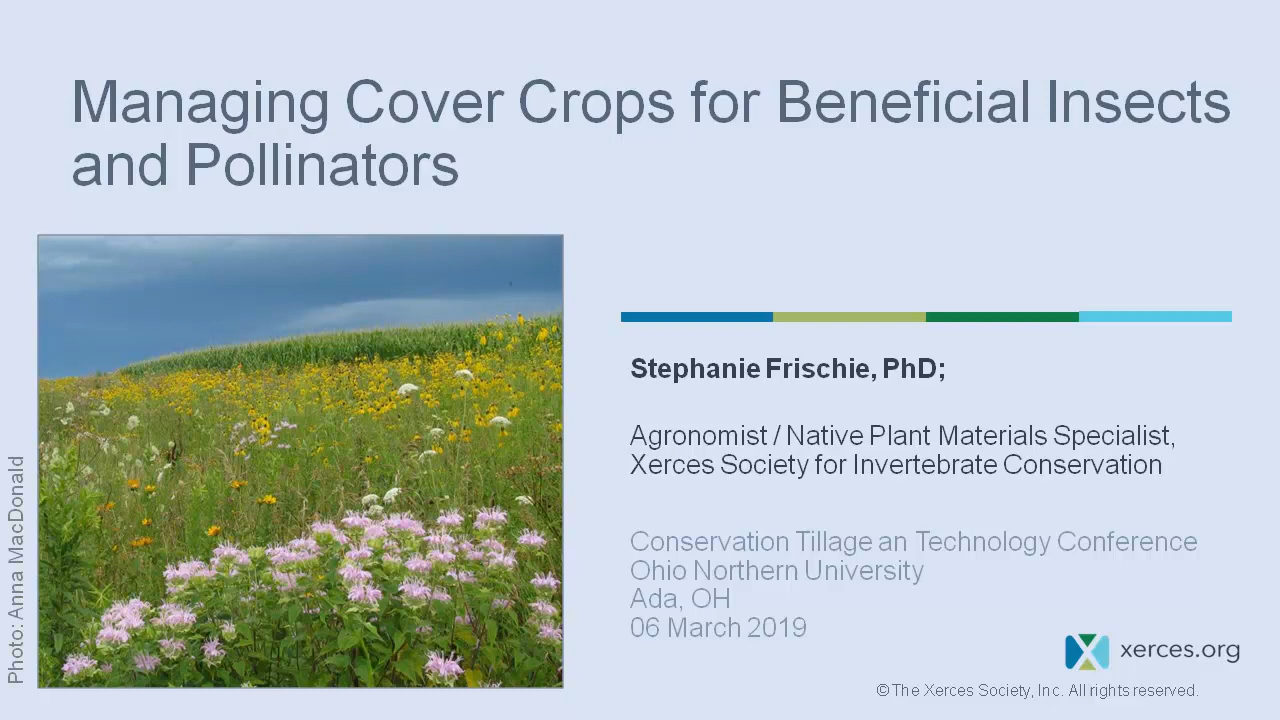 Managing Cover Crops for Beneficial Insects
and Pollinators
Photo: Anna MacDonald
Stephanie Frischie, PhD;
Agronomist / Native Plant Materials Specialist,
Xerces Society for Invertebrate Conservation
Conservation Tillage an Technology Conference
Ohio Northern University
Ada, OH
06 March 2019
xerces.org
© The Xerces Society, Inc. All rights reserved.